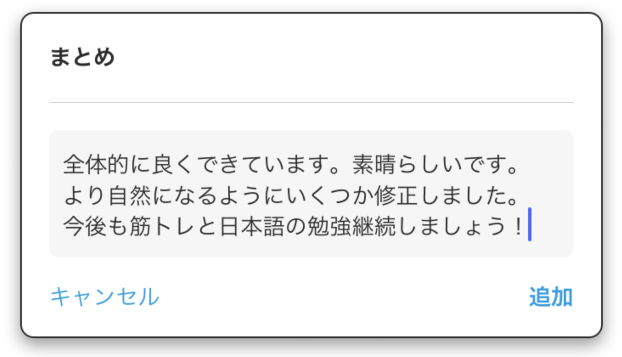 まとめ
全体的に良くできています。素晴らしいです。
より自然になるようにいくつか修正しました。
今後も筋トレと日本語の勉強継続しましょう！
キャンセル
追加